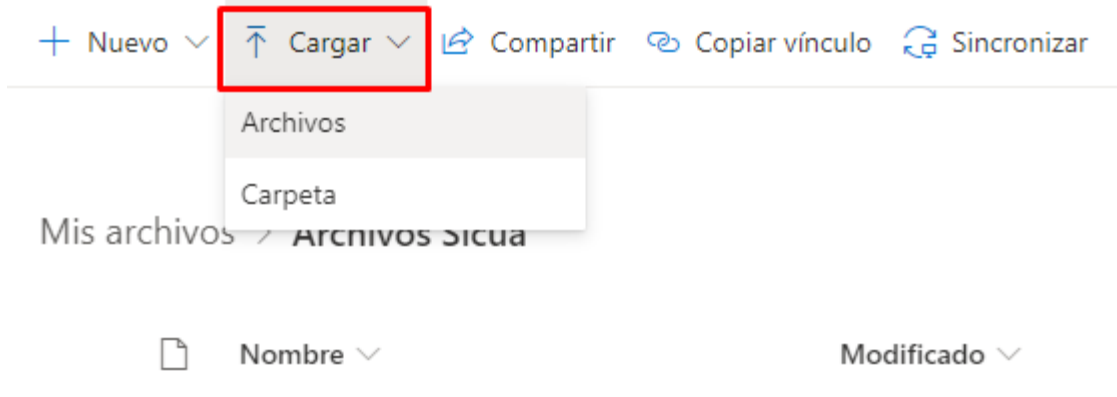 Nuevo Cargar Compartir Copiar vínculo Sincronizar
Archivos
Carpeta
Mis archivos > Archivos Sicua
Nombre Modificado